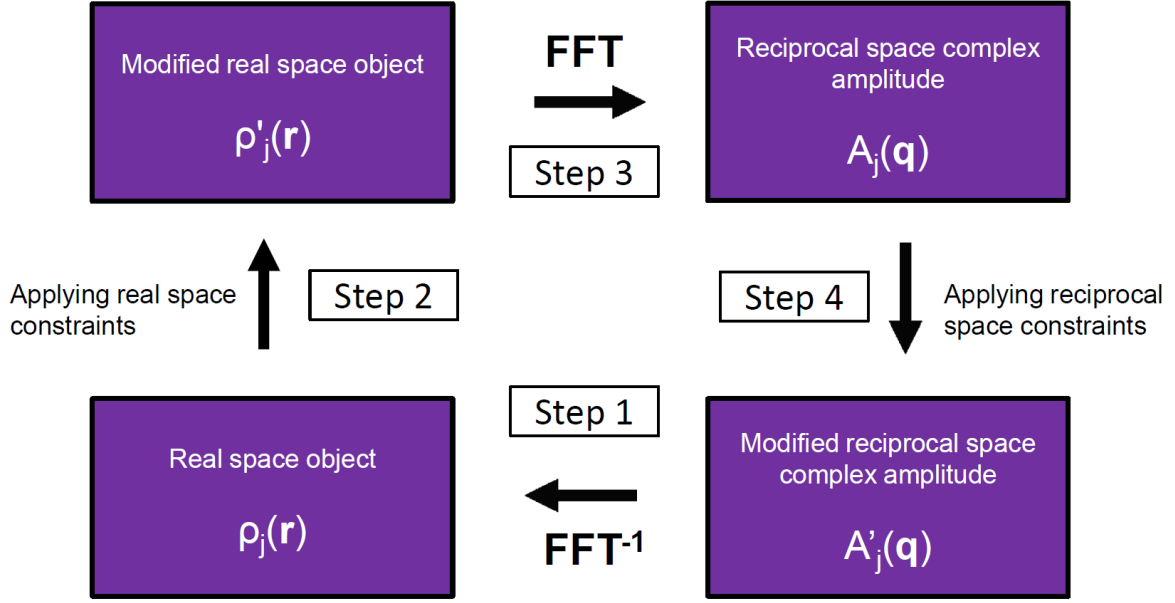 Modified real space object
ρ'j(r)
FFT
Step 3
Reciprocal space complex
amplitude
Aj(q)
Applying real space
constraints
Step 2
Step 4
Applying reciprocal
space constraints
Real space object
ρj(r)
Step 1
FFT-1
Modified reciprocal space
complex amplitude
A'j(q)